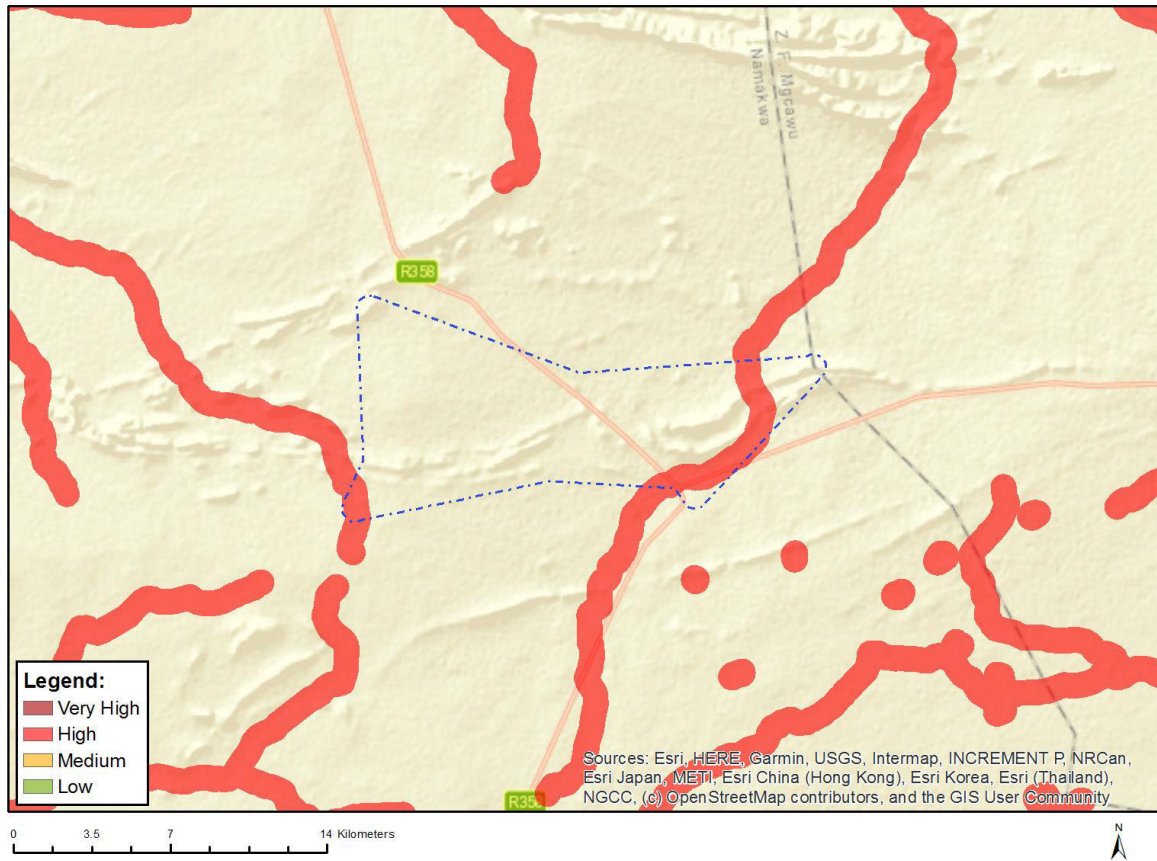 Z F Mgcawu
Namakwa
R358
Legend:
Very High
High
Medium
Low
Sources: Esri, HERE, Garmin, USGS, Intermap, INCREMENT P, NRCan,
Esri Japan, METI, Esri China (Hong Kong), Esri Korea, Esri (Thailand),
NGCC, (c) OpenStreetMap contributors, and the GIS User Community
0 3.5 7 14 Kilometers
N